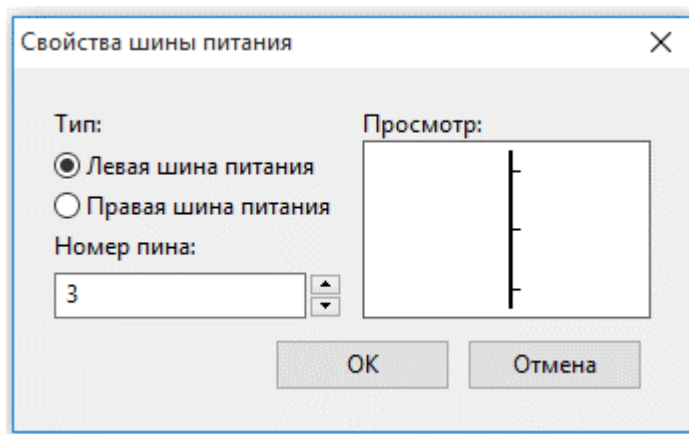 Свойства шины питания
Тип:
Левая шина питания
Правая шина питания
Номер пина:
3
Просмотр:
OK
Отмена